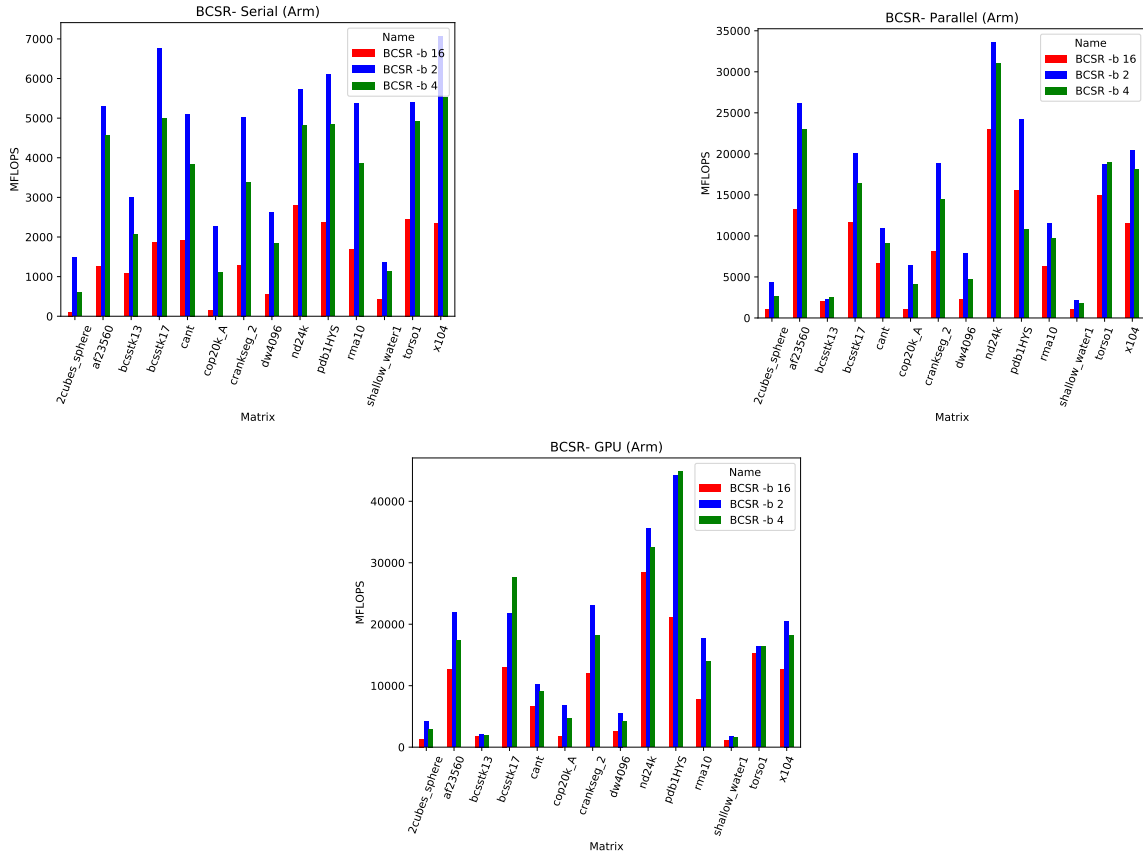 BCSR- Serial (Arm)
MFLOPS
7000
6000
5000
4000
3000
2000
1000
0
Name
BCSR -b 16
BCSR -b 2
BCSR -b 4
2cubes_sphere
af23560
bcsstk13
bcsstk17
cant
cop20k_A
crankseg_2
dw4096
nd24k
pdb1HYS
rma10
shallow_water1
torso1
x104
Matrix
BCSR- Parallel (Arm)
MFLOPS
35000
30000
25000
20000
15000
10000
5000
0
Name
BCSR -b 16
BCSR -b 2
BCSR -b 4
2cubes_sphere
af23560
bcsstk13
bcsstk17
cant
cop20k_A
crankseg_2
dw4096
nd24k
pdb1HYS
rma10
shallow_water1
torso1
x104
Matrix
BCSR- GPU (Arm)
MFLOPS
40000
30000
20000
10000
0
Name
BCSR -b 16
BCSR -b 2
BCSR -b 4
2cubes_sphere
af23560
bcsstk13
bcsstk17
cant
cop20k_A
crankseg_2
dw4096
nd24k
pdb1HYS
rma10
shallow_water1
torso1
x104
Matrix